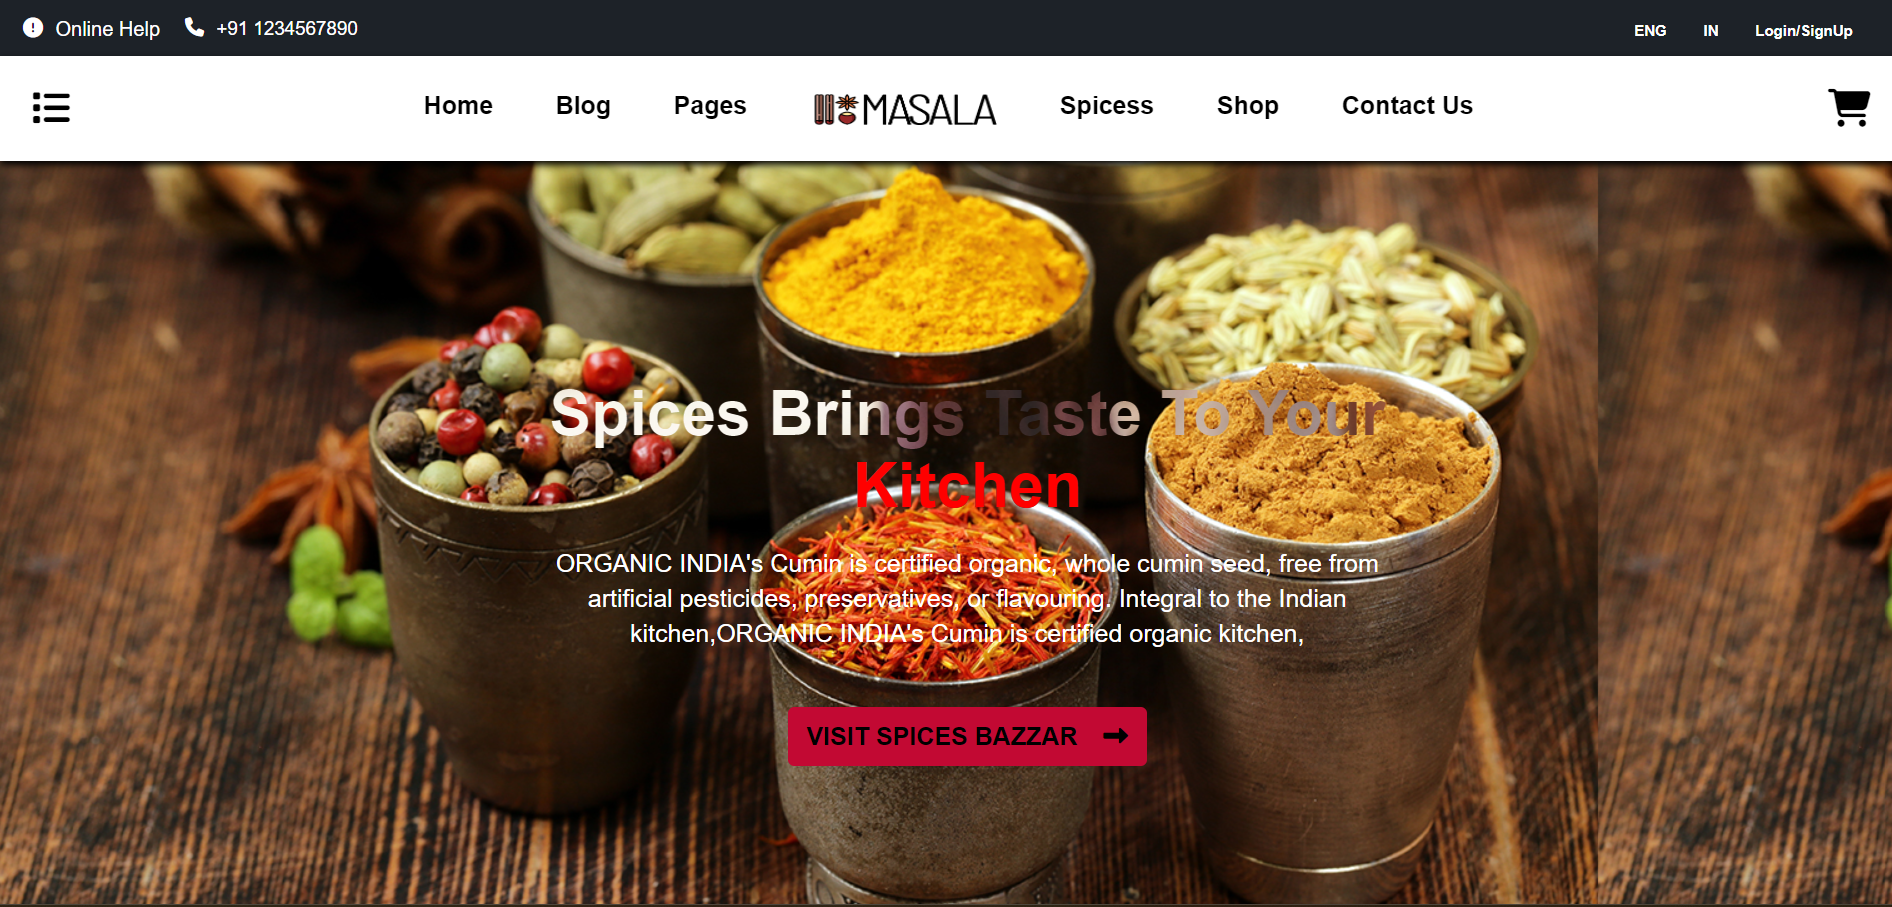 Online Help +91 1234567890 ENG IN Login/SignUp
Home Blog Pages MASALA Spicess Shop Contact Us
Spices Brings Taste To Your
Kitchen
ORGANIC INDIA's Cumin is certified organic, whole cumin seed, free from
artificial pesticides, preservatives, or flavouring. Integral to the Indian
kitchen,ORGANIC INDIA's Cumin is certified organic kitchen,
VISIT SPICES BAZZAR